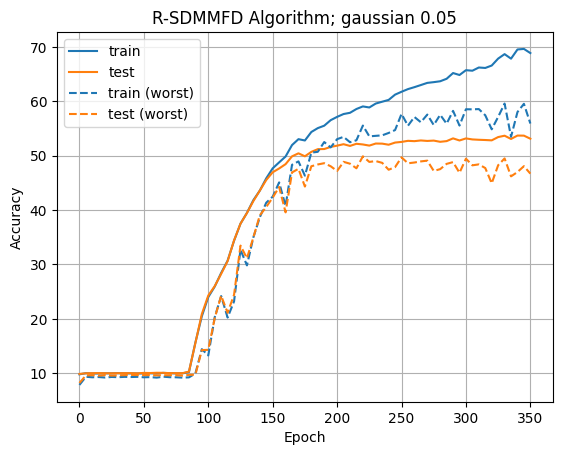 R-SDMMFD Algorithm; gaussian 0.05
train
test
train (worst)
test (worst)
Accuracy
70
60
50
40
30
20
10
0 50 100 150 200 250 300 350
Epoch